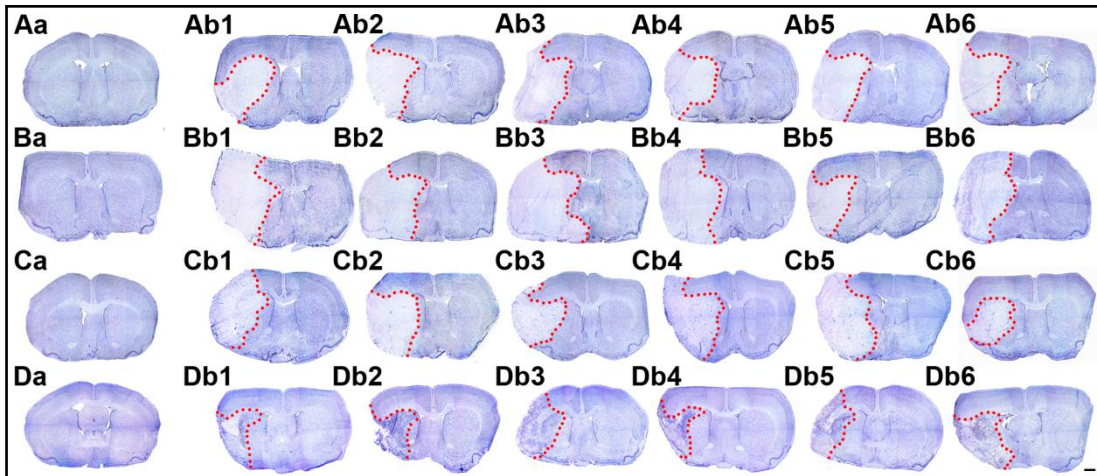 Aa Ab1 Ab2 Ab3 Ab4 Ab5 Ab6
Ba Bb1 Bb2 Bb3 Bb4 Bb5 Bb6
Ca Cb1 Cb2 Cb3 Cb4 Cb5 Cb6
Da Db1 Db2 Db3 Db4 Db5 Db6